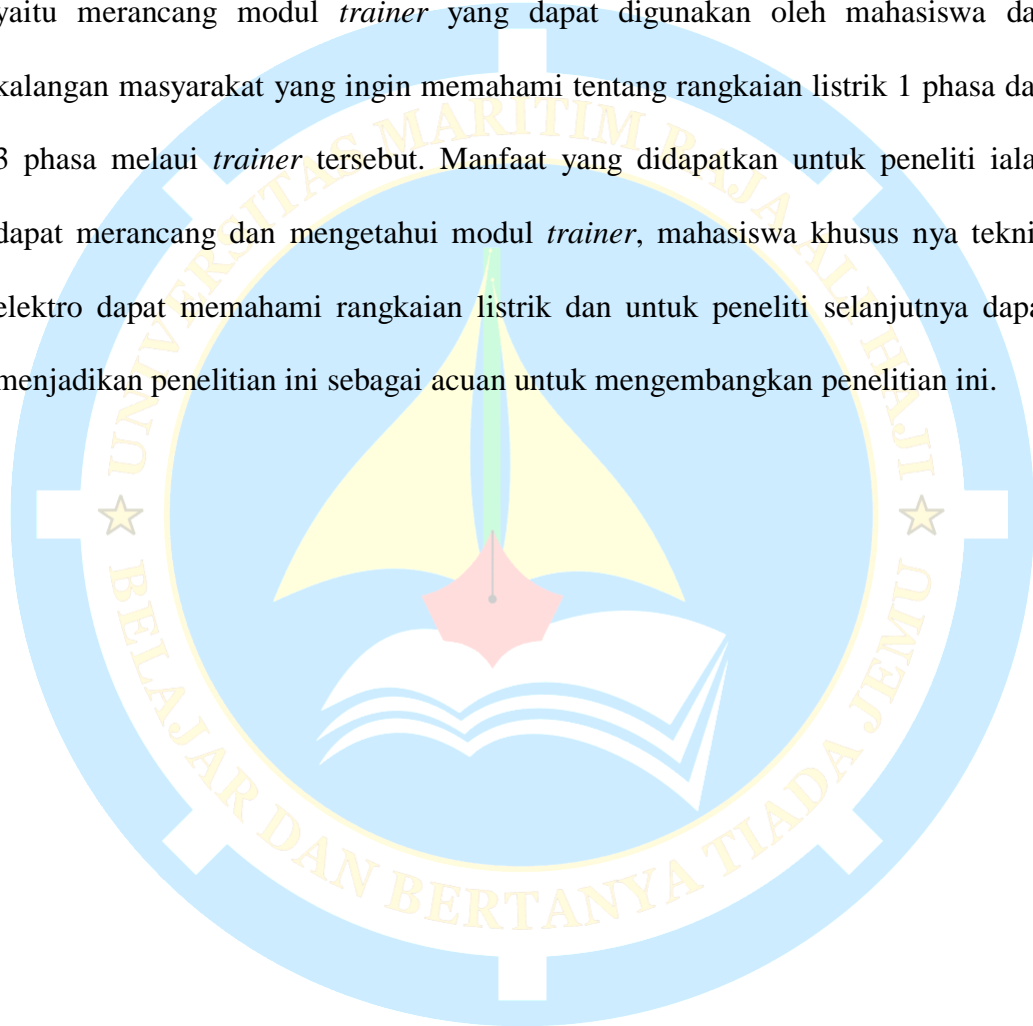 yaitu merancang modul trainer yang dapat digunakan oleh mahasiswa da
kalangan masyarakat yang ingin memahami tentang rangkaian listrik 1 phasa da
3 phasa melaui trainer tersebut. Manfaat yang didapatkan untuk peneliti iala
dapat merancang dan mengetahui modul trainer, mahasiswa khusus nya tekni
elektro dapat memahami rangkaian listrik dan untuk peneliti selanjutnya dapa
menjadikan penelitian ini sebagai acuan untuk mengembangkan penelitian ini.
UNIVERSITAS MARITIM RAJA ALI HAJI
BELAJAR DAN BERTANYA TIADA JEMU